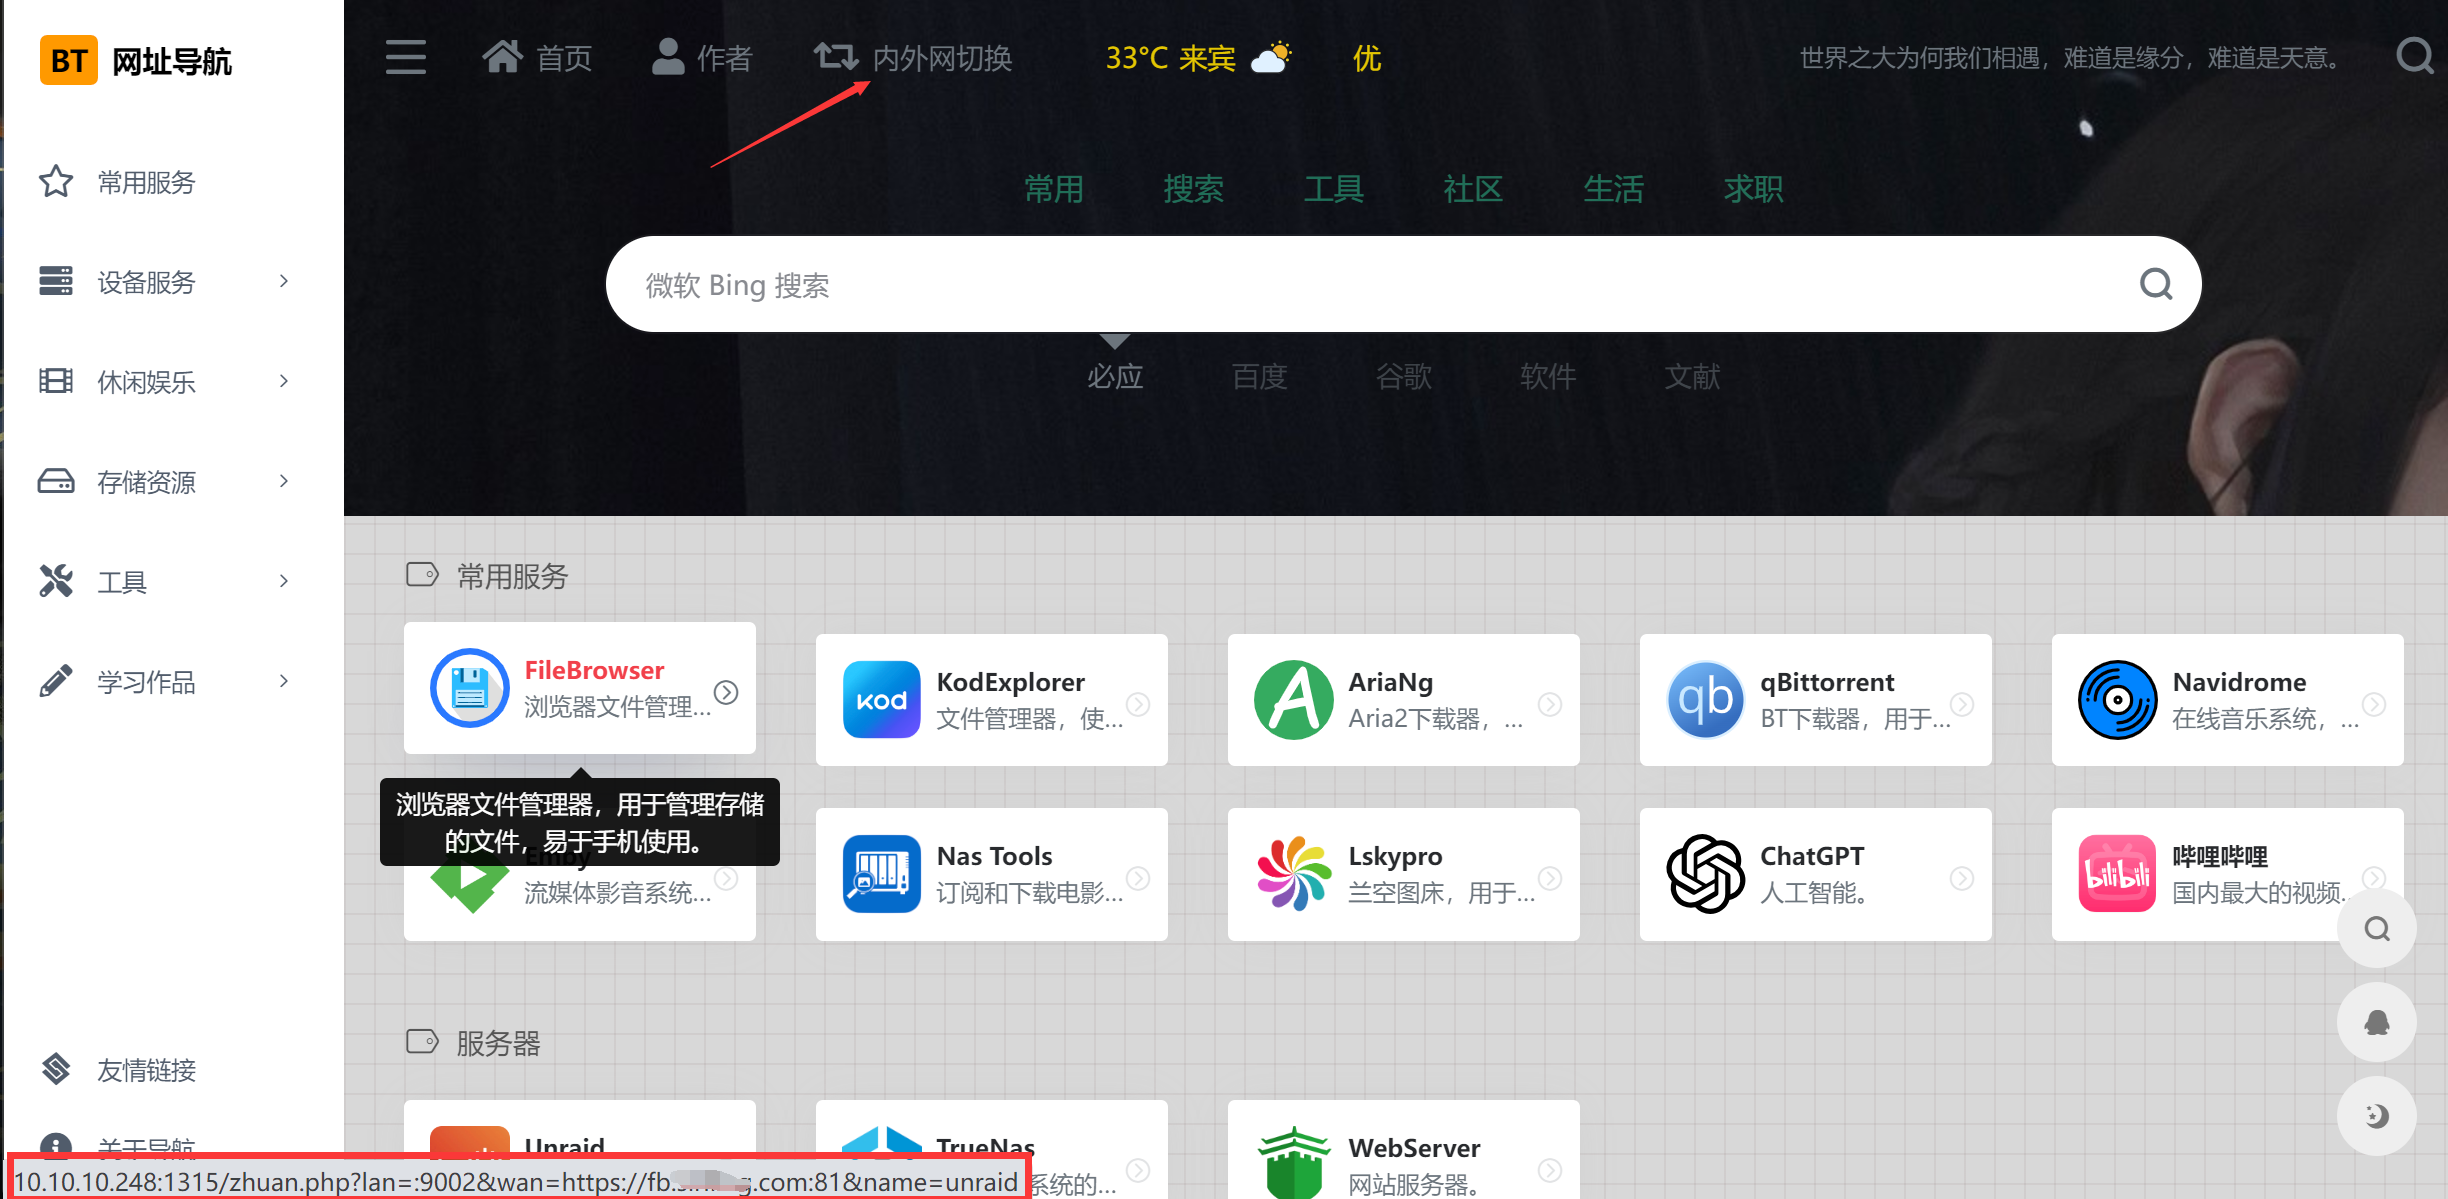 BT 网址导航
首页 作者 内外网切换 33°C 来宾 优 世界之大为何我们相遇，难道是缘分，难道是天意。
常用服务
设备服务
休闲娱乐
存储资源
工具
学习作品
友情链接
关于导航
常用 搜索 工具 社区 生活 求职
微软 Bing 搜索
必应 百度 谷歌 软件 文献
常用服务
FileBrowser
浏览器文件管理...
KodExplorer
文件管理器，使...
AriaNg
Aria2下载器，...
qBittorrent
BT下载器，用于...
Navidrome
在线音乐系统，...
浏览器文件管理器，用于管理存储
的文件，易于手机使用。
Emby
流媒体影音系统...
Nas Tools
订阅和下载电影...
Lskypro
兰空图床，用于...
ChatGPT
人工智能。
哔哩哔哩
国内最大的视频...
kod
qb
bilibili
服务器
Unraid
TrueNas
系统的...
WebServer
网站服务器。
10.10.10.248:1315/zhuan.php?lan=:9002&wan=https://fb. g.com:81&name=unraid